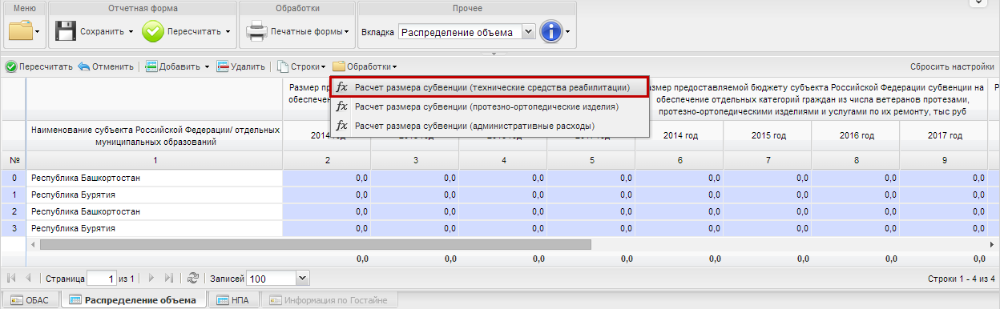 Меню Отчетная форма Обработки Прочее
Сохранить Пересчитать Печатные формы Вкладка Распределение объема
Пересчитать Отменить Добавить Удалить Строки Обработки Сбросить настройки
fx Расчет размера субвенции (технические средства реабилитации)
fx Расчет размера субвенции (протезно-ортопедические изделия)
fx Расчет размера субвенции (административные расходы)
Размер
обеспечен
предоставляемой бюджету субъекта Российской Федерации субвенции на
обеспечение отдельных категорий граждан из числа ветеранов протезами,
протезно-ортопедическими изделиями и услугами по их ремонту, тыс руб
Наименование субъекта Российской Федерации/ отдельных
муниципальных образований
2014 год 2014 год 2015 год 2016 год 2017 год
№ 1 2 3 4 5 6 7 8 9
0 Республика Башкортостан 0,0 0,0 0,0 0,0 0,0 0,0 0,0 0,0
1 Республика Бурятия 0,0 0,0 0,0 0,0 0,0 0,0 0,0 0,0
2 Республика Башкортостан 0,0 0,0 0,0 0,0 0,0 0,0 0,0 0,0
3 Республика Бурятия 0,0 0,0 0,0 0,0 0,0 0,0 0,0 0,0
0,0 0,0 0,0 0,0 0,0 0,0 0,0 0,0
Страница 1 из 1 Записей 100 Строки 1 - 4 из 4
ОБАС Распределение объема НПА Информация по Гостайне